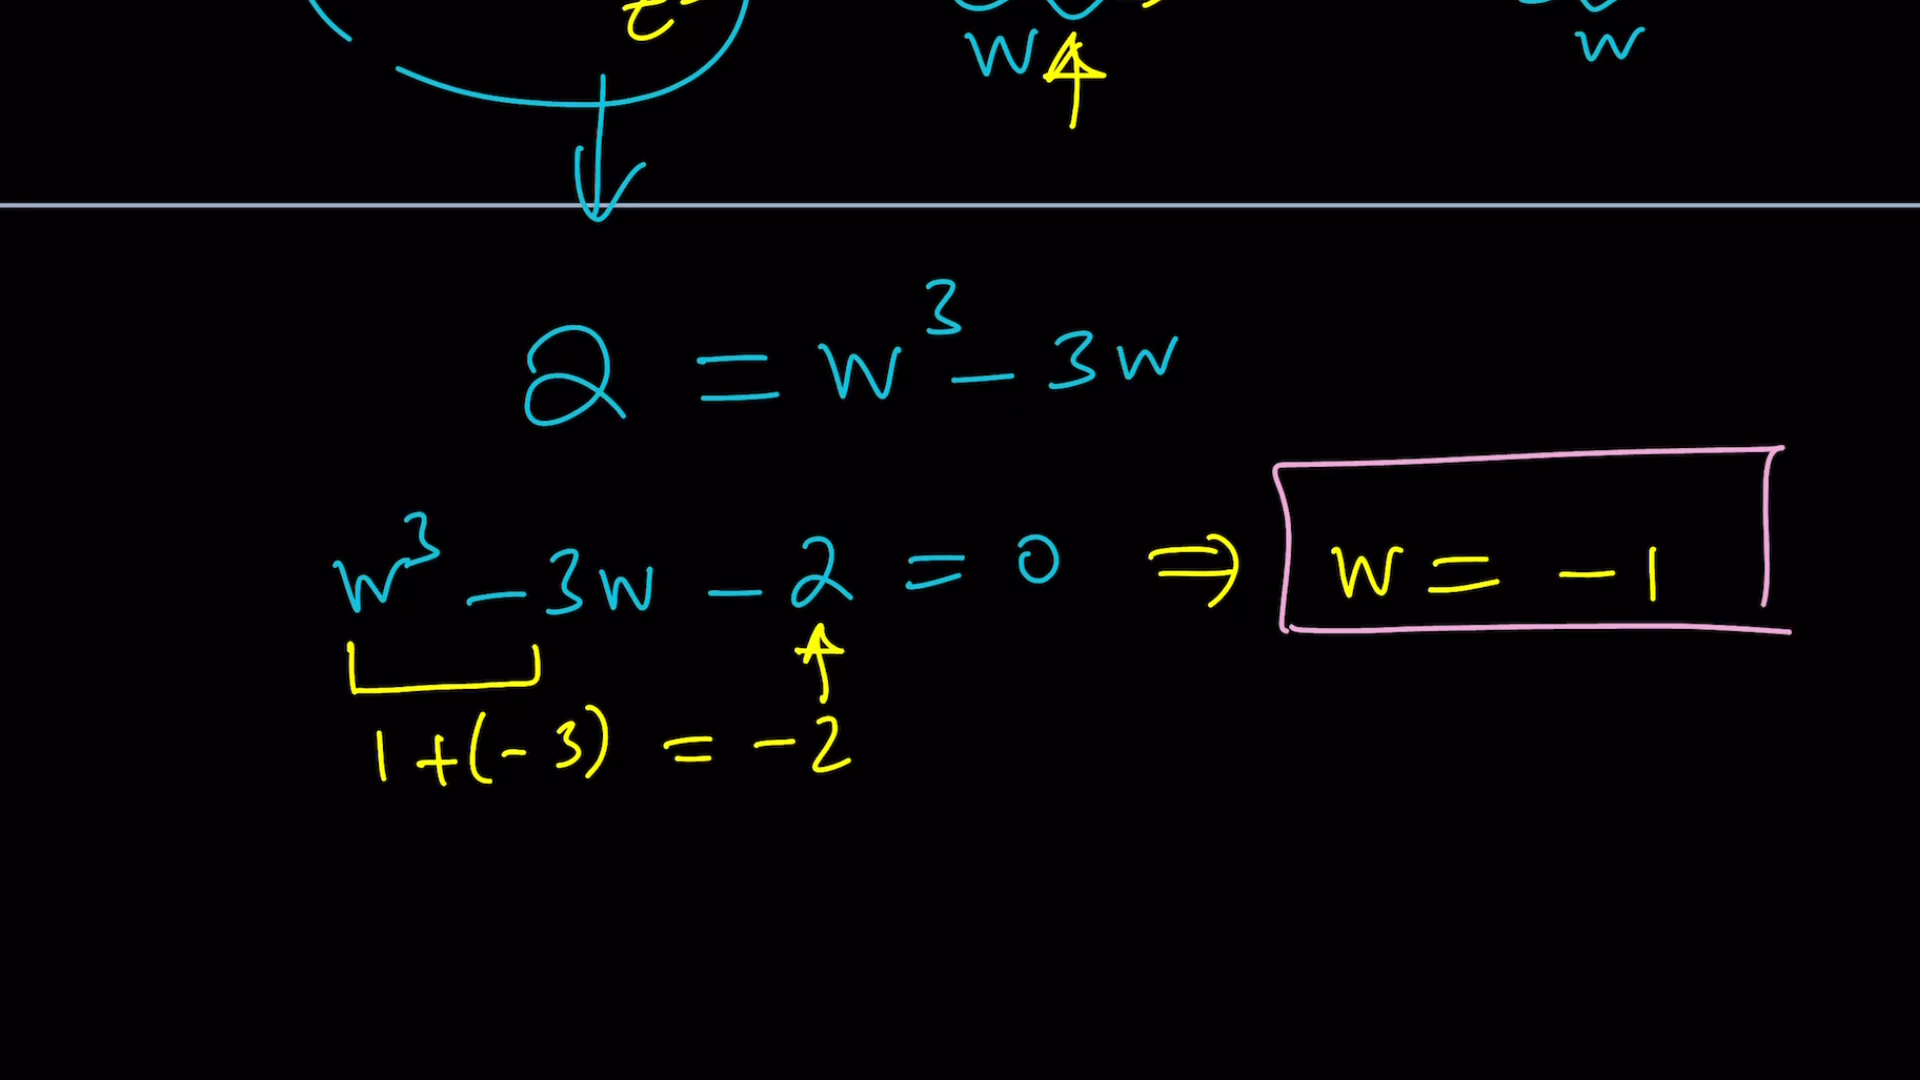 w w
2 = w³ - 3w
w³ - 3w - 2 = 0 ⇒ w = -1
1 + (-3) = -2